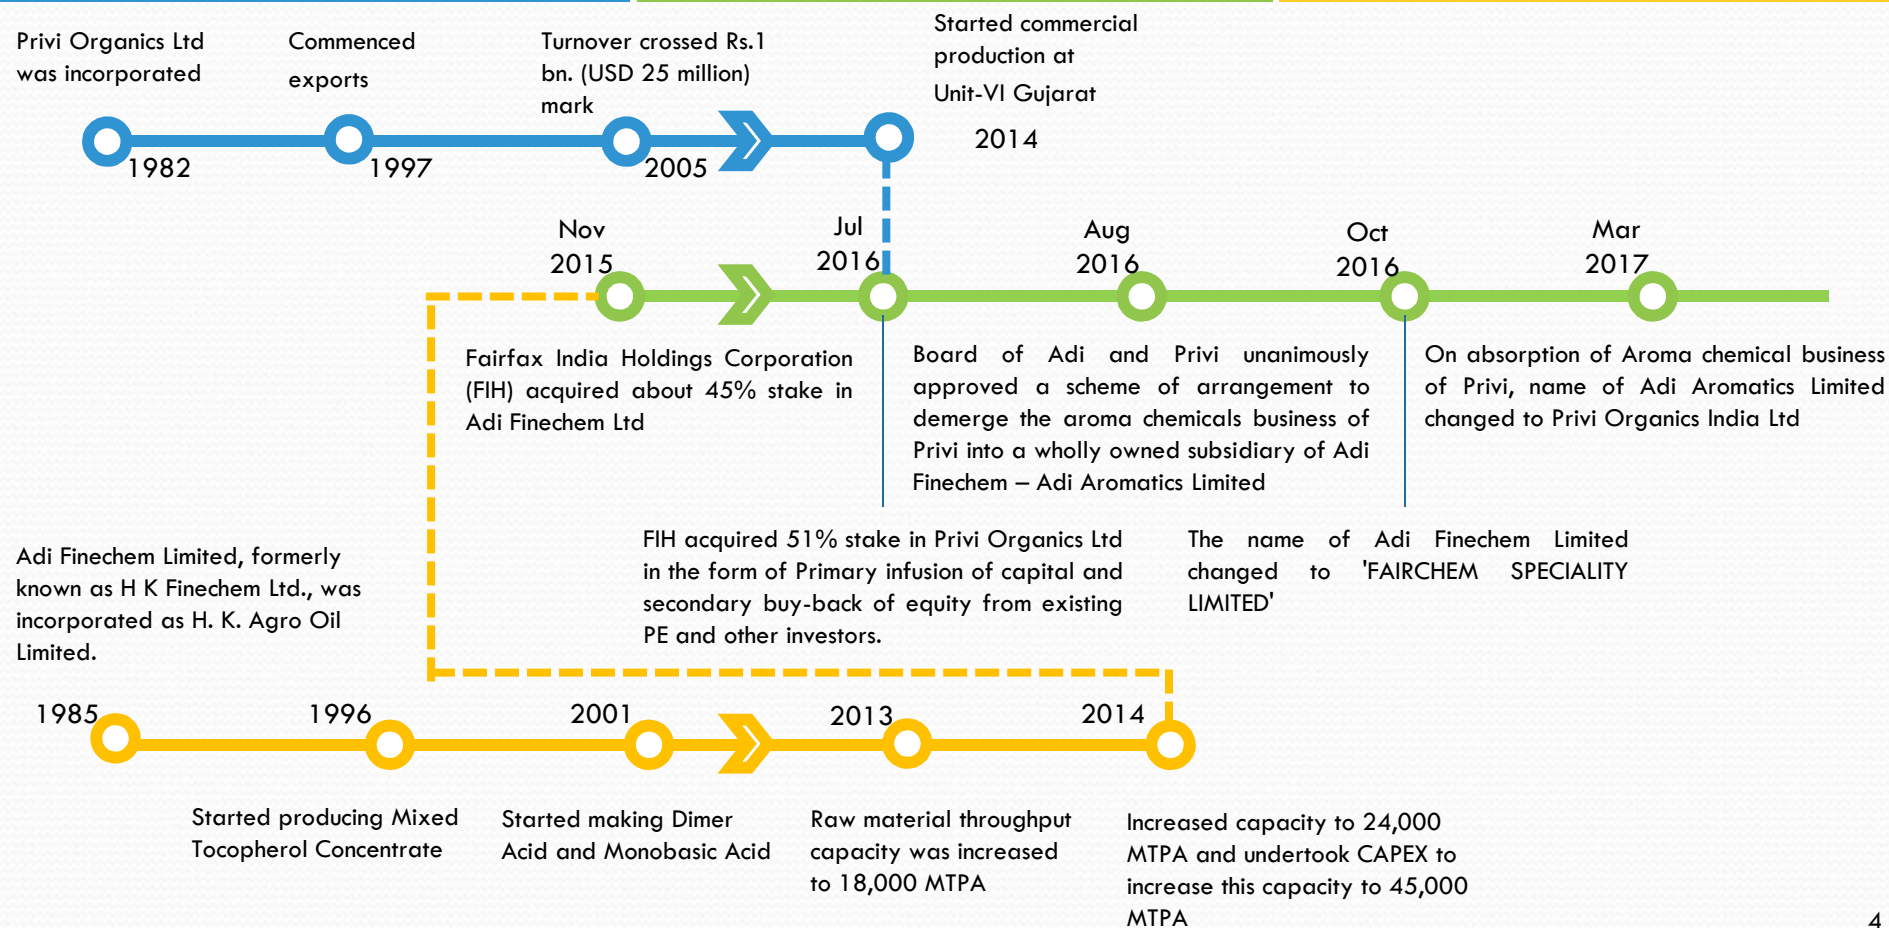 Privi Organics Ltd
was incorporated
1982
Commenced
exports
1997
Turnover crossed Rs.1
bn. (USD 25 million)
mark
2005
Started commercial
production at
Unit-VI Gujarat
2014
Nov
2015
Fairfax India Holdings Corporation
(FIH) acquired about 45% stake in
Adi Finechem Ltd
Jul
2016
FIH acquired 51% stake in Privi Organics Ltd
in the form of Primary infusion of capital and
secondary buy-back of equity from existing
PE and other investors.
Aug
2016
Board of Adi and Privi unanimously
approved a scheme of arrangement to
demerge the aroma chemicals business of
Privi into a wholly owned subsidiary of Adi
Finechem – Adi Aromatics Limited
Oct
2016
The name of Adi Finechem Limited
changed to 'FAIRCHEM SPECIALITY
LIMITED'
Mar
2017
On absorption of Aroma chemical business
of Privi, name of Adi Aromatics Limited
changed to Privi Organics India Ltd
Adi Finechem Limited, formerly
known as H K Finechem Ltd., was
incorporated as H. K. Agro Oil
Limited.
1985
1996
Started producing Mixed
Tocopherol Concentrate
2001
Started making Dimer
Acid and Monobasic Acid
2013
Raw material throughput
capacity was increased
to 18,000 MTPA
2014
Increased capacity to 24,000
MTPA and undertook CAPEX to
increase this capacity to 45,000
MTPA
4